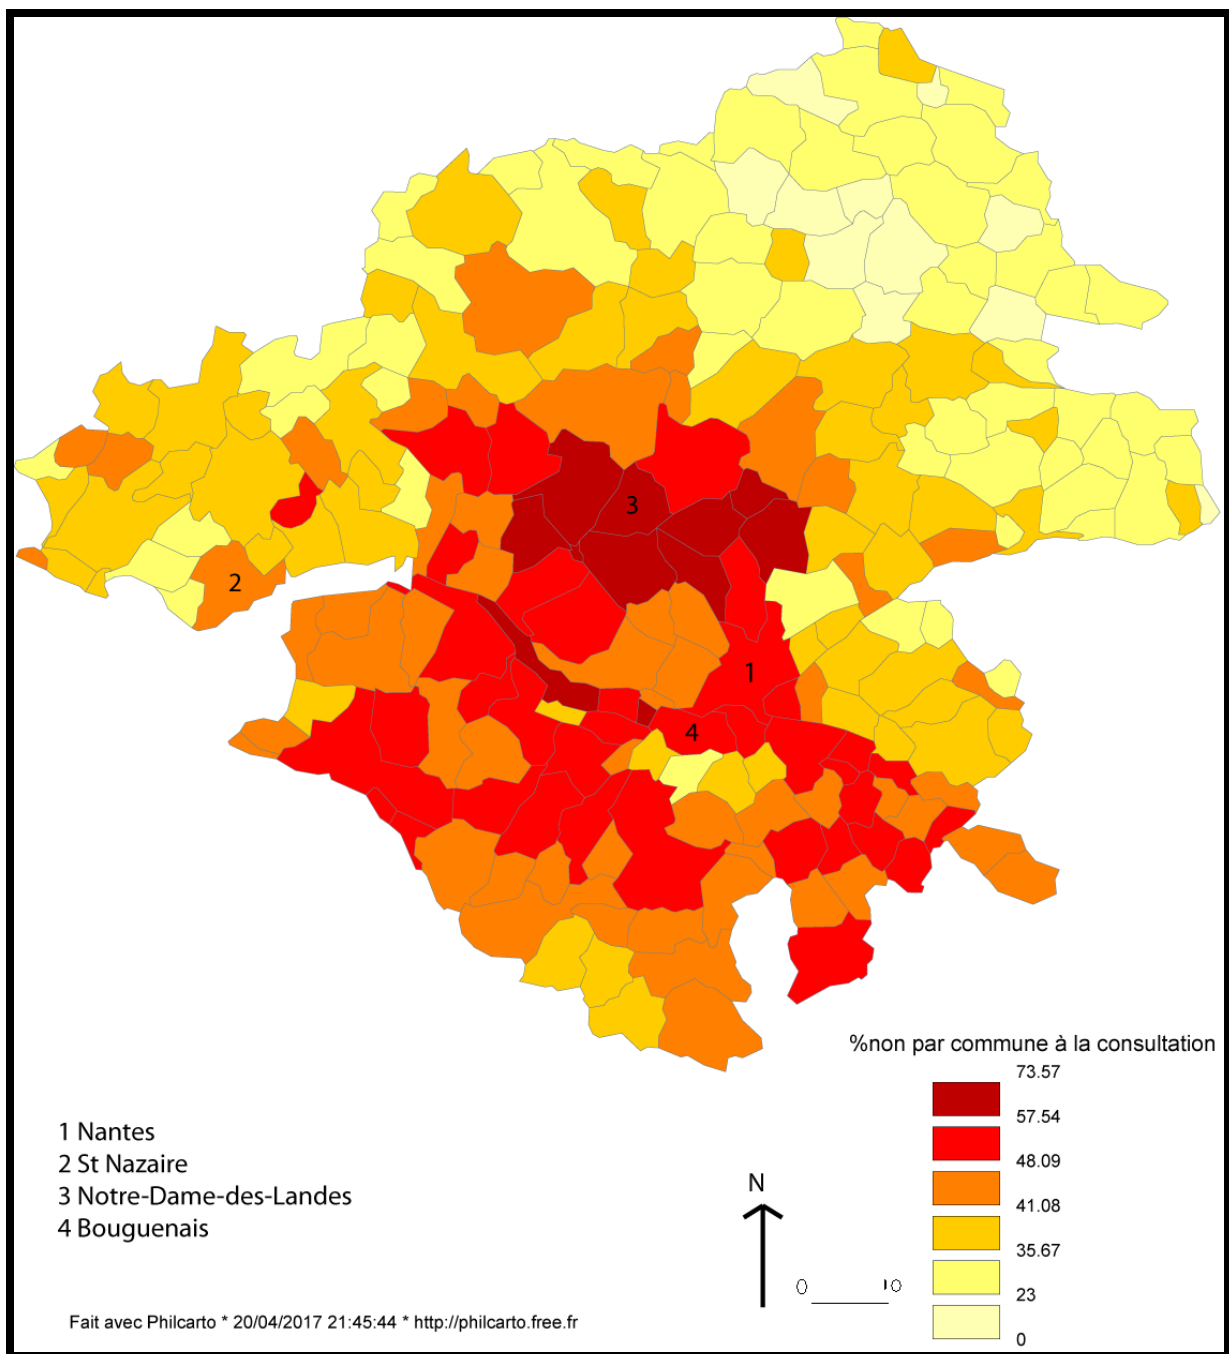 3
2
1
4
%non par commune à la consultation
73.57
57.54
48.09
41.08
35.67
23
0
1 Nantes
2 St Nazaire
3 Notre-Dame-des-Landes
4 Bouguenais
N
0 10
Fait avec Philcarto * 20/04/2017 21:45:44 * http://philcarto.free.fr